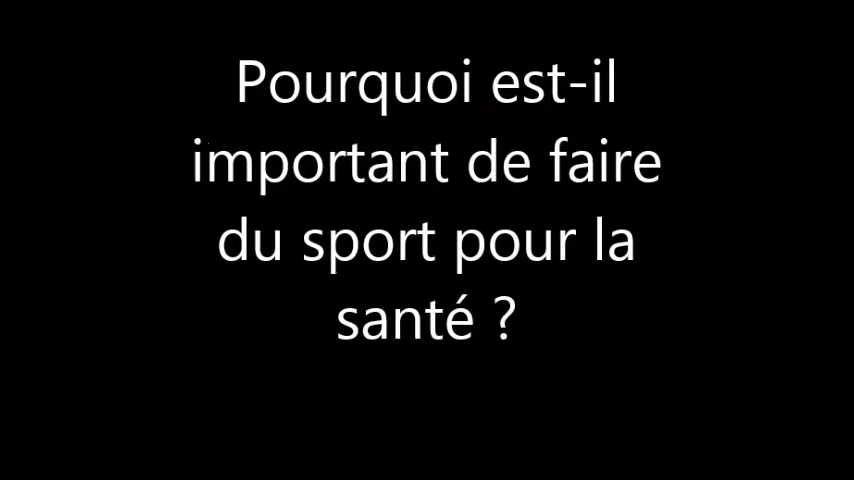 Pourquoi est-il
important de faire
du sport pour la
santé ?